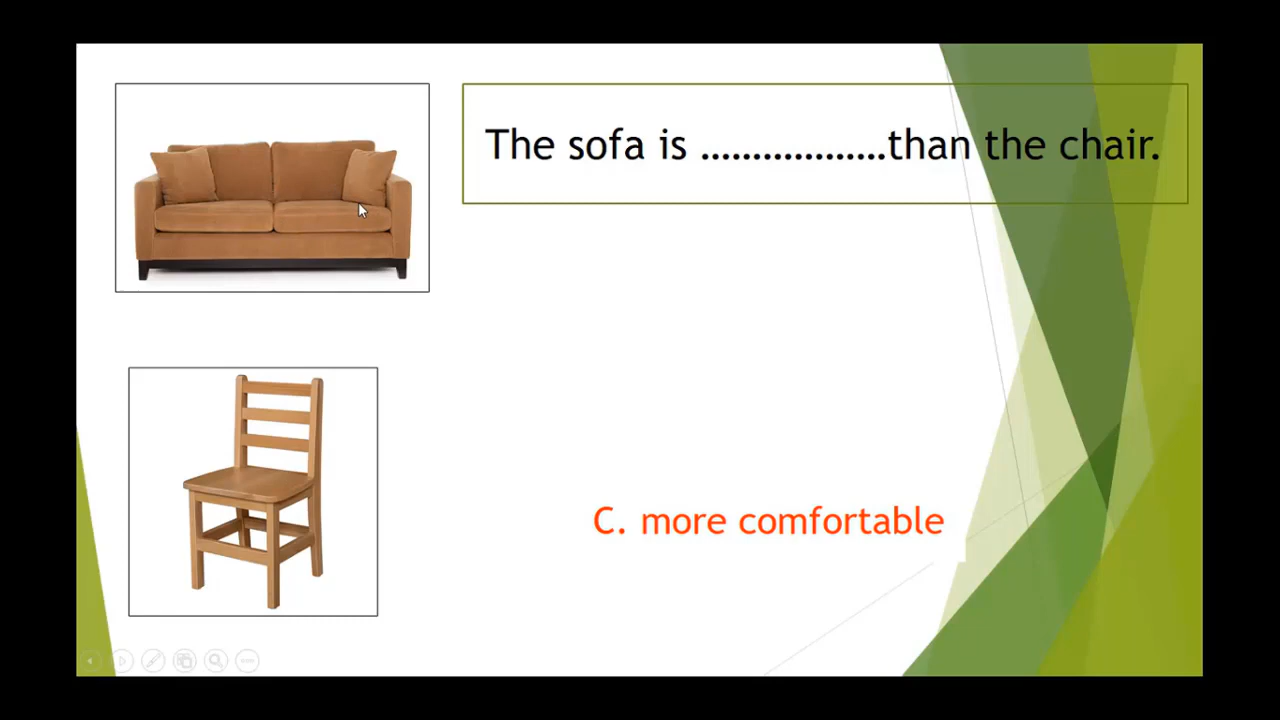 The sofa is ..................than the chair.
C. more comfortable